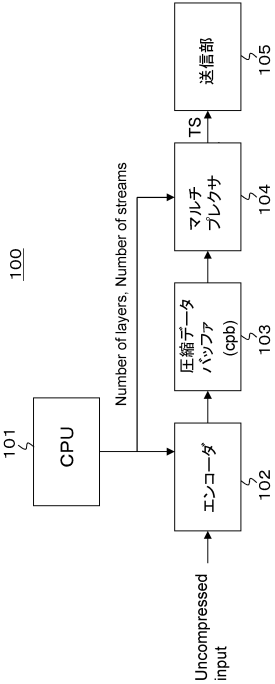 100
101
CPU
Number of layers, Number of streams
Uncompressed
input
エンコーダ
102
圧縮データ
バッファ
(cpb)
103
マルチ
プレクサ
104
TS
送信部
105